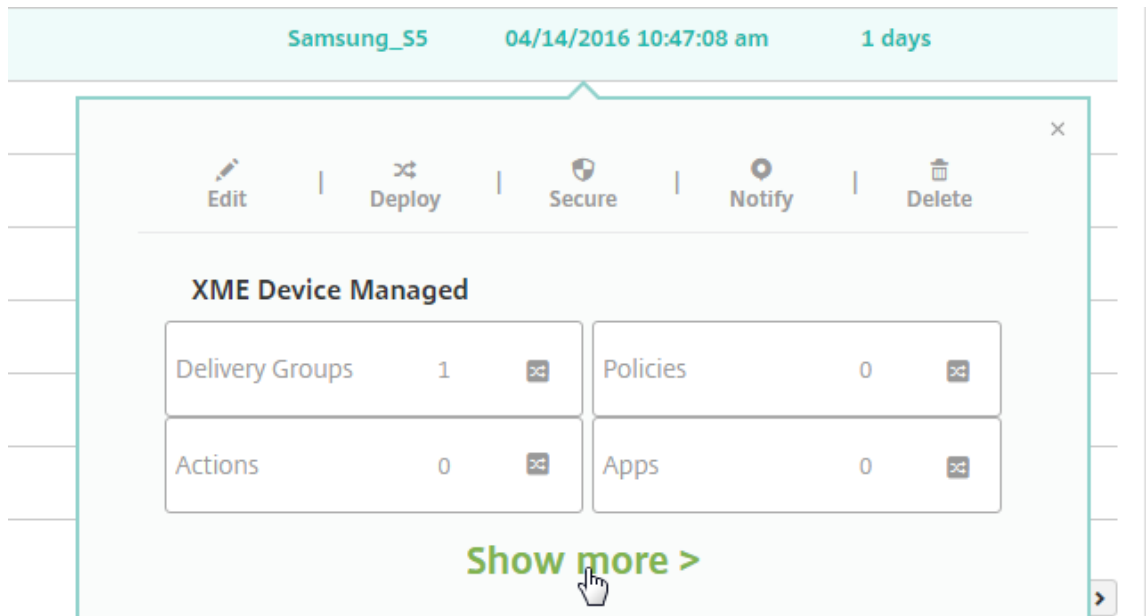 Samsung_S5 04/14/2016 10:47:08 am 1 days
×
Edit | Deploy | Secure | Notify | Delete
XME Device Managed
Delivery Groups 1 Policies 0
Actions 0 Apps 0
Show more >
>